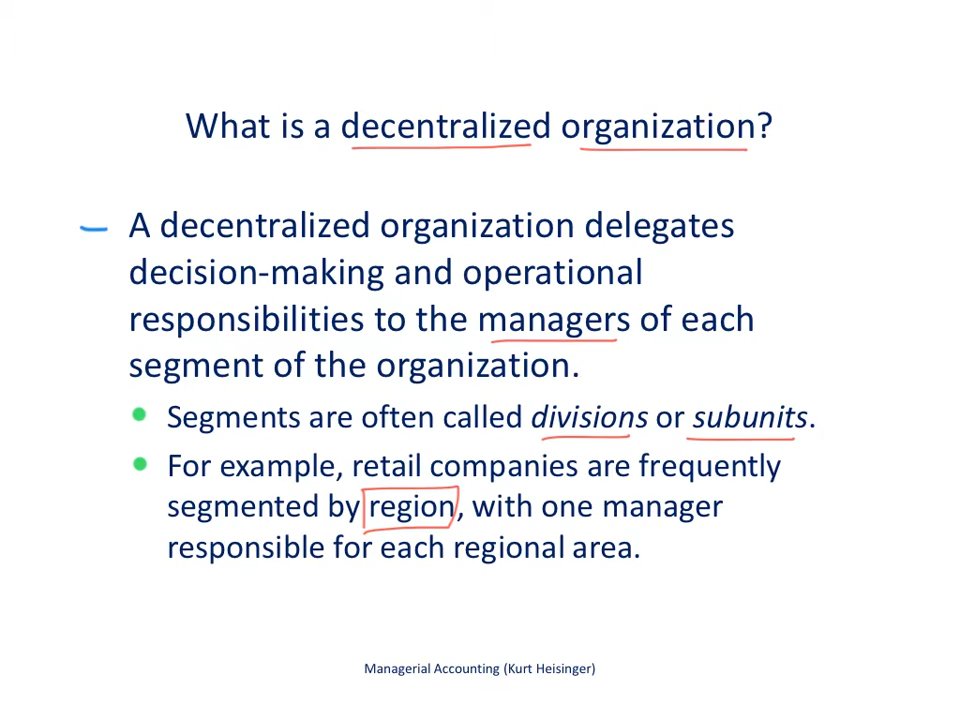 What is a decentralized organization?
A decentralized organization delegates
decision-making and operational
responsibilities to the managers of each
segment of the organization.
Segments are often called divisions or subunits.
For example, retail companies are frequently
segmented by region, with one manager
responsible for each regional area.
Managerial Accounting (Kurt Heisinger)